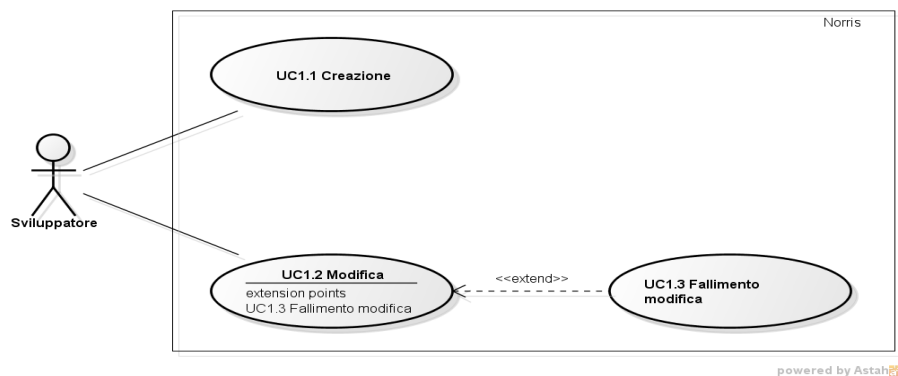 Norris
UC1.1 Creazione
Sviluppatore
UC1.2 Modifica
extension points
UC1.3 Fallimento modifica
<<extend>>
UC1.3 Fallimento
modifica
powered by Astah